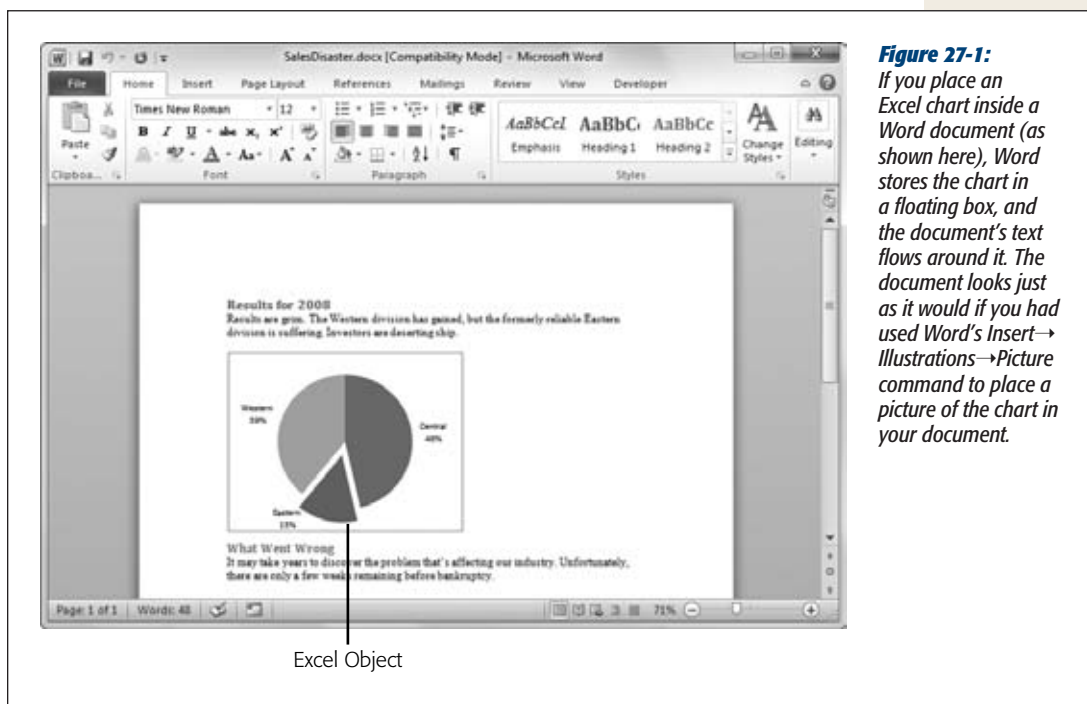 SalesDisaster.docx [Compatibility Mode] - Microsoft Word
File Home Insert Page Layout References Mailings Review View Developer
Times New Roman 12
Paste
B I U abc x, x²
A Aa A A
AaBbCcI AaBbC AaBbCc
Emphasis Heading 1 Heading 2
Change Styles
Editing
Clipboa... Font Paragraph Styles
Results for 2008
Results are grim. The Western division has gained, but the formerly reliable Eastern
division is suffering. Investors are deserting ship.
Western
Central
Eastern
What Went Wrong
It may take years to discover the problem that's affecting our industry. Unfortunately,
there are only a few weeks remaining before bankruptcy.
Page: 1 of 1 Words: 48 71%
Excel Object
Figure 27-1:
If you place an
Excel chart inside a
Word document (as
shown here), Word
stores the chart in
a floating box, and
the document's text
flows around it. The
document looks just
as it would if you had
used Word's Insert→
Illustrations→Picture
command to place a
picture of the chart in
your document.